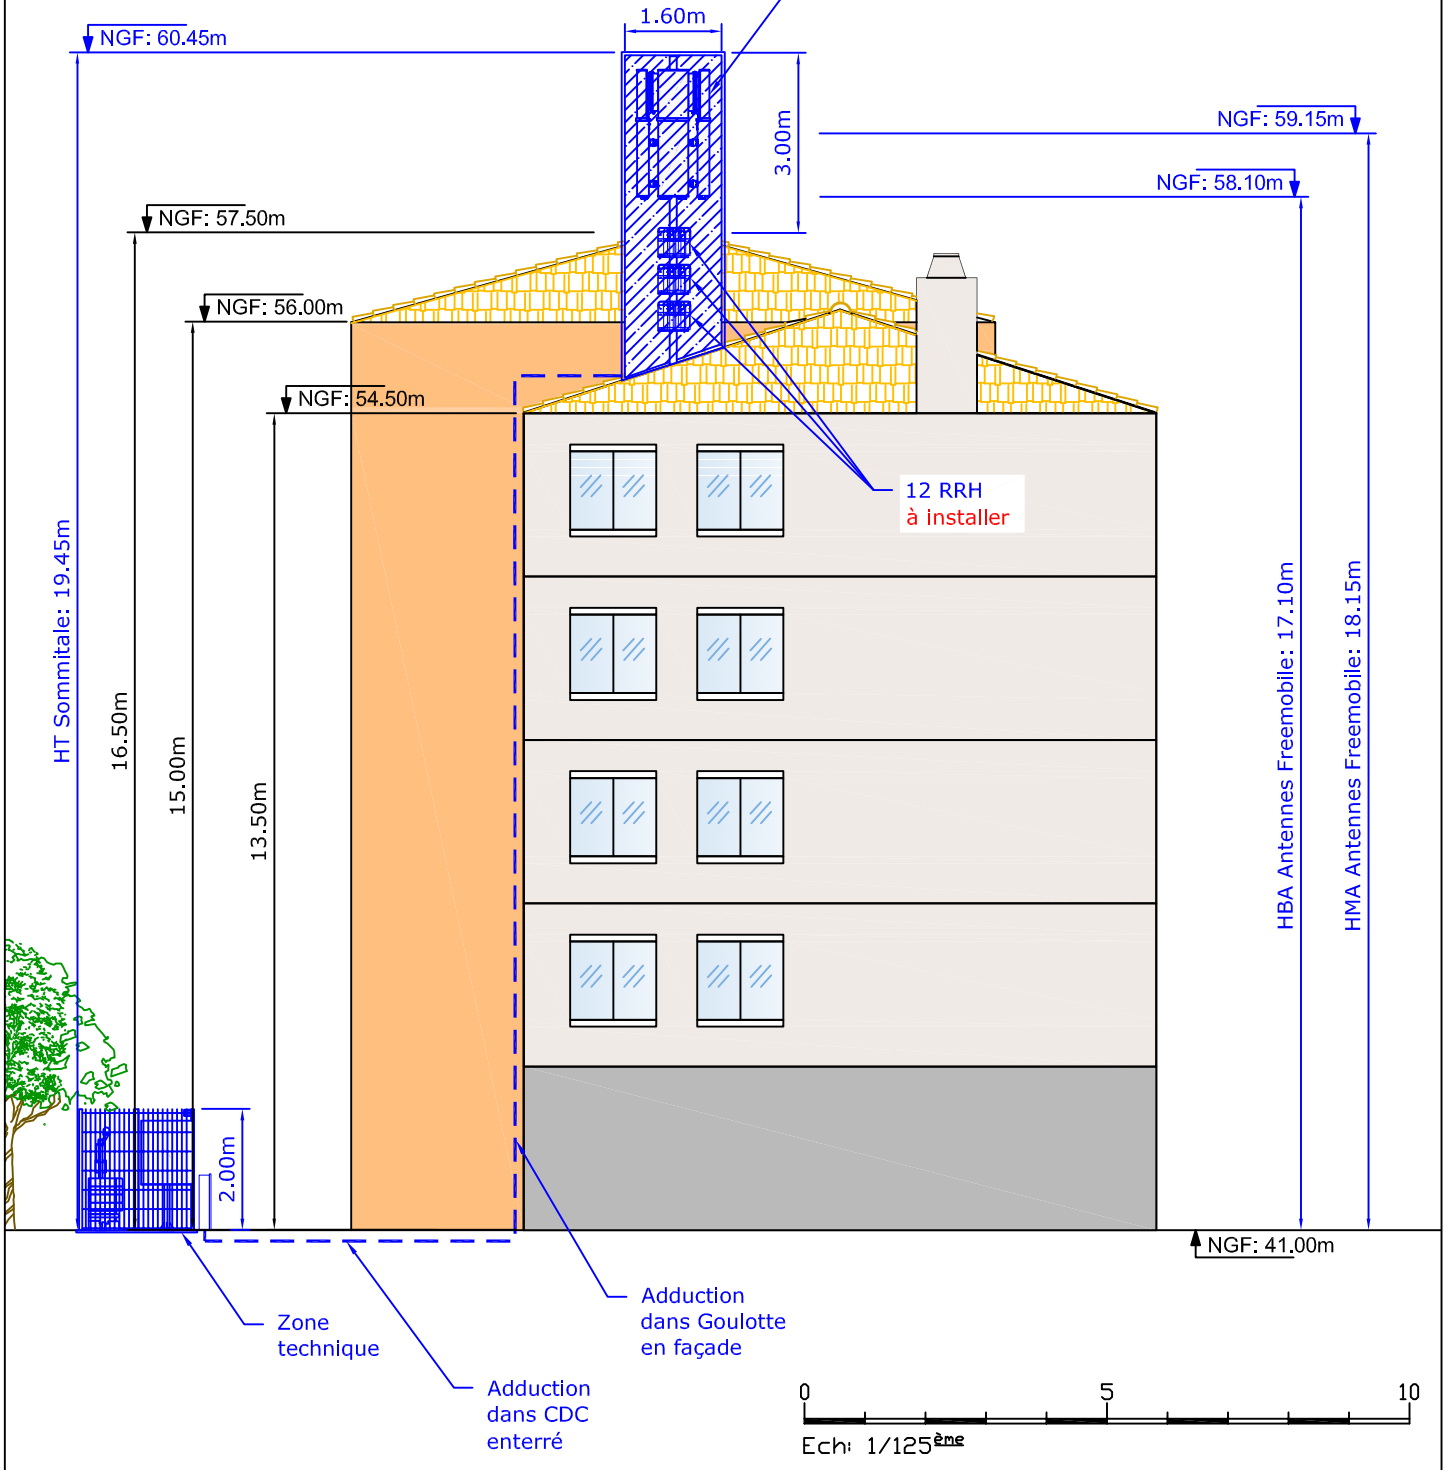 1.60m
NGF: 60.45m
3.00m
NGF: 59.15m
NGF: 58.10m
NGF: 57.50m
NGF: 56.00m
NGF: 54.50m
12 RRH
à installer
HT Sommitale: 19.45m
16.50m
15.00m
13.50m
HBA Antennes Freemobile: 17.10m
HMA Antennes Freemobile: 18.15m
2.00m
NGF: 41.00m
Zone
technique
Adduction
dans Goulotte
en façade
Adduction
dans CDC
enterré
0 5 10
Ech: 1/125ème